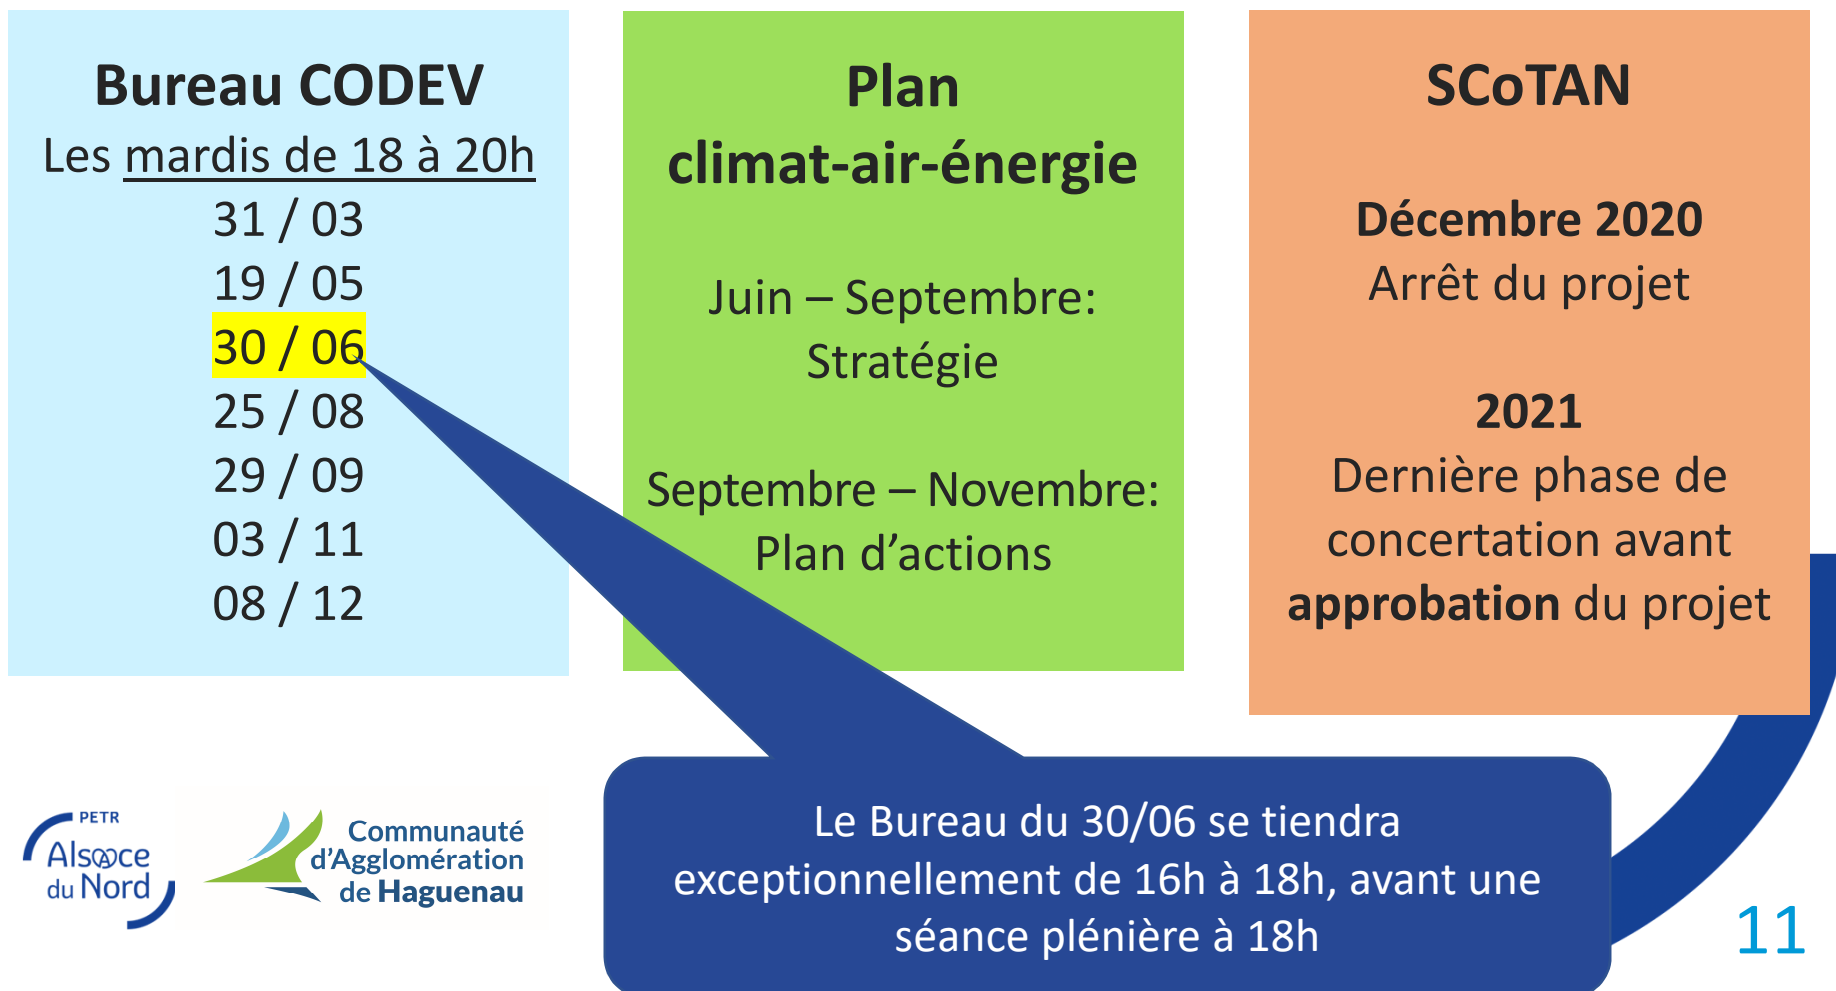 Bureau CODEV
Les mardis de 18 à 20h
31 / 03
19 / 05
30 / 06
25 / 08
29 / 09
03 / 11
08 / 12
Plan
climat-air-énergie
Juin – Septembre:
Stratégie
Septembre – Novembre:
Plan d’actions
SCoTAN
Décembre 2020
Arrêt du projet
2021
Dernière phase de
concertation avant
approbation du projet
Le Bureau du 30/06 se tiendra
exceptionnellement de 16h à 18h, avant une
séance plénière à 18h
PETR
Alsace
du Nord
Communauté
d’Agglomération
de Haguenau
11